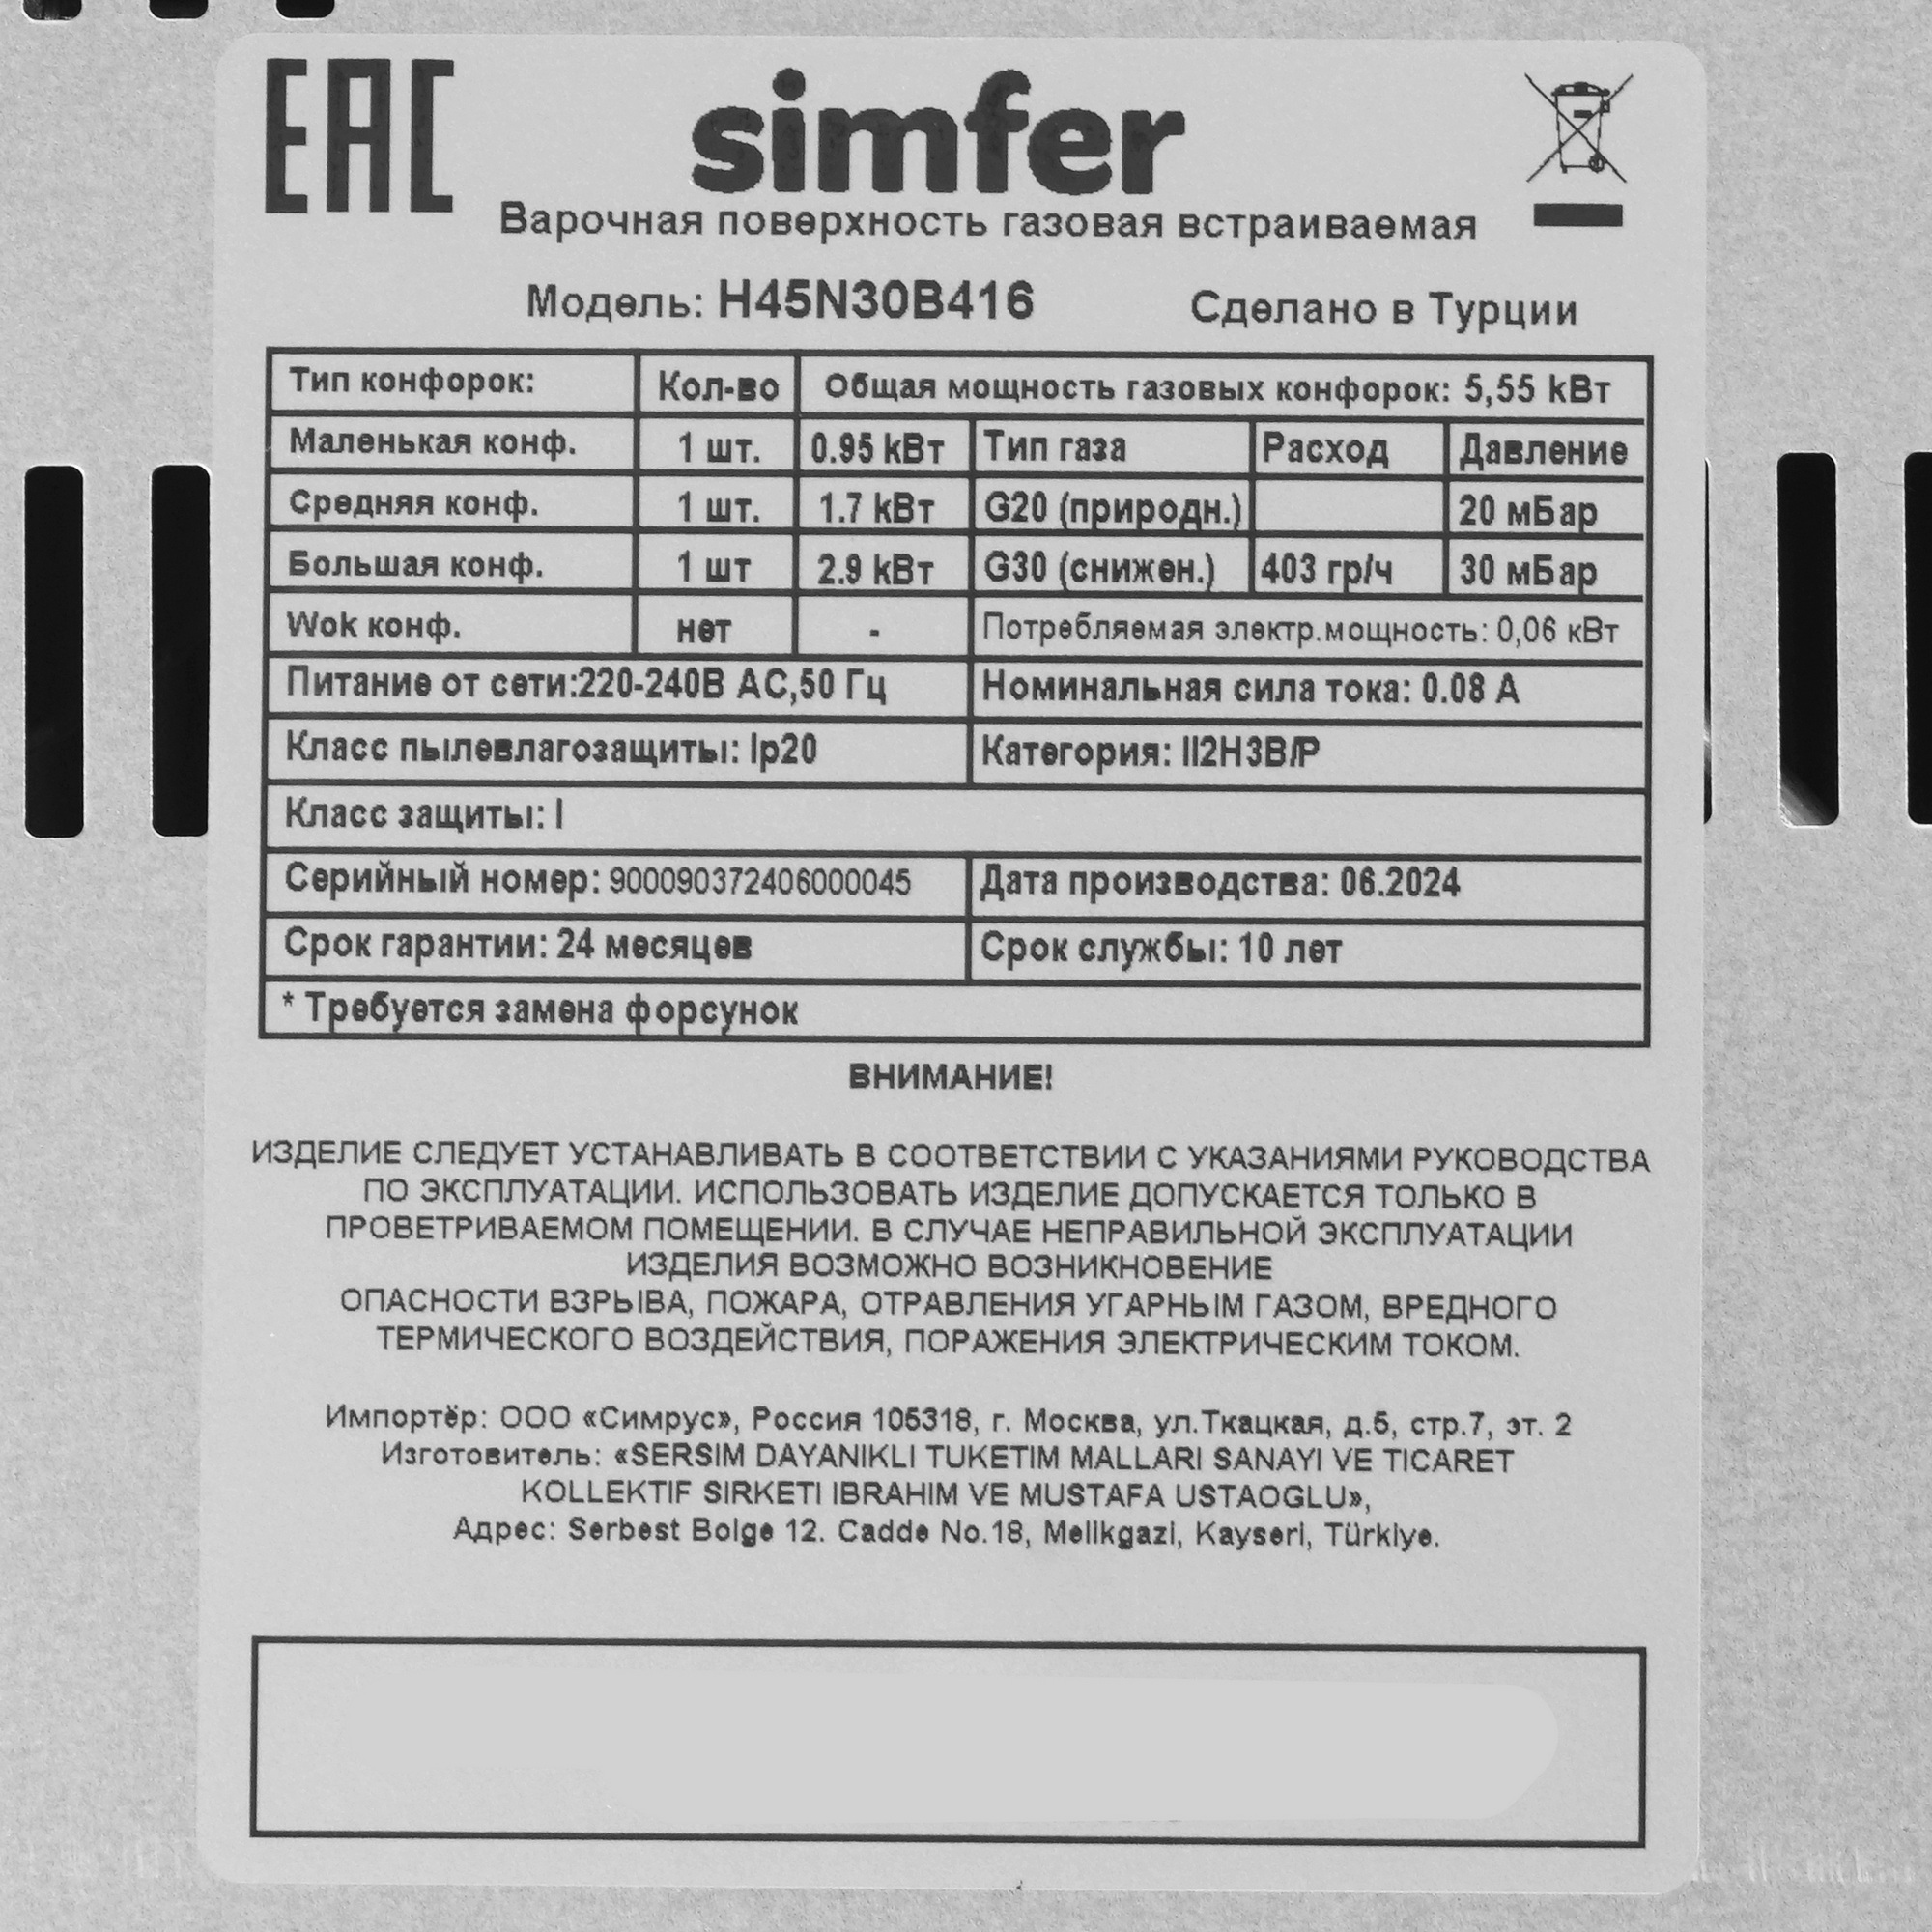 EAC
simfer
Варочная поверхность газовая встраиваемая
Модель: H45N30B416 Сделано в Турции
Тип конфорок: Кол-во Общая мощность газовых конфорок: 5,55 kВт
Маленькая конф. 1 шт. 0.95 kВт Тип газа Расход Давление
Средняя конф. 1 шт. 1.7 kВт G20 (природн.) 20 мБар
Большая конф. 1 шт 2.9 kВт G30 (снижен.) 403 гр/ч 30 мБар
Wok конф. нет - Потребляемая электр.мощность: 0,06 кВт
Питание от сети:220-240В AC,50 Гц Номинальная сила тока: 0.08 А
Класс пылевлагозащиты: Ip20 Категория: II2H3B/P
Класс защиты: I
Серийный номер: 900090372406000045 Дата производства: 06.2024
Срок гарантии: 24 месяцев Срок службы: 10 лет
* Требуется замена форсунок
ВНИМАНИЕ!
ИЗДЕЛИЕ СЛЕДУЕТ УСТАНАВЛИВАТЬ В СООТВЕТСТВИИ С УКАЗАНИЯМИ РУКОВОДСТВА
ПО ЭКСПЛУАТАЦИИ. ИСПОЛЬЗОВАТЬ ИЗДЕЛИЕ ДОПУСКАЕТСЯ ТОЛЬКО В
ПРОВЕТРИВАЕМОМ ПОМЕЩЕНИИ. В СЛУЧАЕ НЕПРАВИЛЬНОЙ ЭКСПЛУАТАЦИИ
ИЗДЕЛИЯ ВОЗМОЖНО ВОЗНИКНОВЕНИЕ
ОПАСНОСТИ ВЗРЫВА, ПОЖАРА, ОТРАВЛЕНИЯ УГАРНЫМ ГАЗОМ, ВРЕДНОГО
ТЕРМИЧЕСКОГО ВОЗДЕЙСТВИЯ, ПОРАЖЕНИЯ ЭЛЕКТРИЧЕСКИМ ТОКОМ.
Импортёр: ООО «Симрус», Россия 105318, г. Москва, ул.Ткацкая, д.5, стр.7, эт. 2
Изготовитель: «SERSIM DAYANIKLI TUKETIM MALLARI SANAYI VE TICARET
KOLLEKTIF SIRKETI IBRAHIM VE MUSTAFA USTAOGLU»,
Адрес: Serbest Bolge 12. Cadde No.18, Melikgazi, Kayseri, Türkiye.